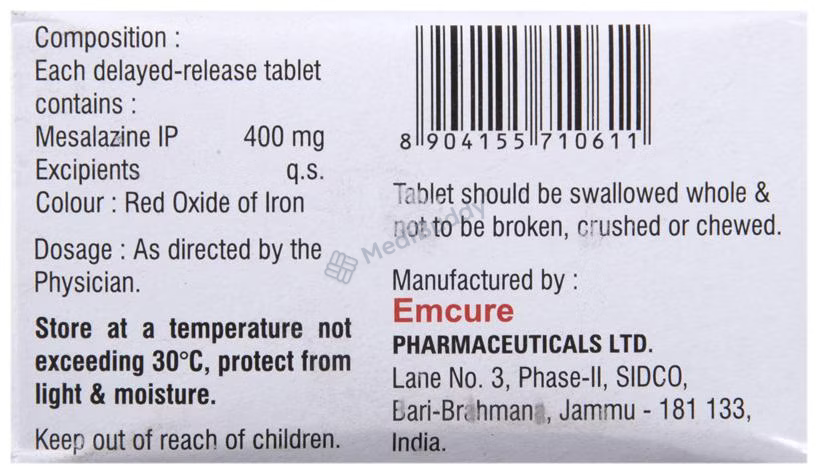 Composition :
Each delayed-release tablet
contains :
Mesalazine IP 400 mg
Excipients q.s.
Colour : Red Oxide of Iron
Dosage : As directed by the
Physician.
Store at a temperature not
exceeding 30°C, protect from
light & moisture.
Keep out of reach of children.
8 904155 710611
Tablet should be swallowed whole &
not to be broken, crushed or chewed.
Manufactured by :
Emcure
PHARMACEUTICALS LTD.
Lane No. 3, Phase-II, SIDCO,
Bari-Brahmana, Jammu - 181 133,
India.